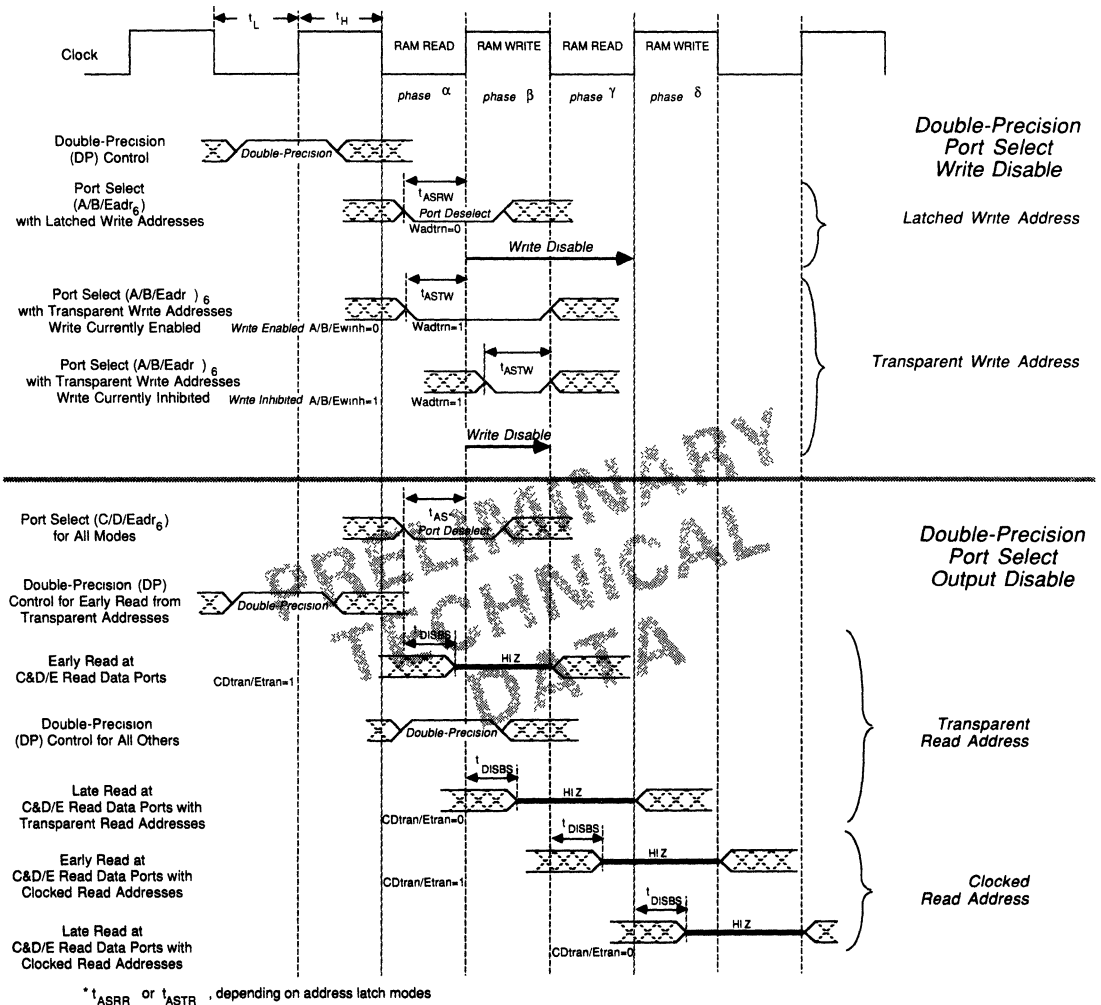 t_L t_H
Clock RAM READ RAM WRITE RAM READ RAM WRITE
phase α phase β phase γ phase δ
Double-Precision
Port Select
Write Disable
Double-Precision
(DP) Control
Double-Precision
Port Select
(A/B/Eadr_6)
with Latched Write Addresses
t_ASRW
Port Deselect
Wadtrn=0
Latched Write Address
Write Disable
Port Select (A/B/Eadr )_6
with Transparent Write Addresses
Write Currently Enabled
Write Enabled A/B/Ewinh=0
t_ASTW
Wadtrn=1
Port Select (A/B/Eadr )_6
with Transparent Write Addresses
Write Currently Inhibited
Write Inhibited A/B/Ewinh=1
t_ASTW
Wadtrn=1
Transparent Write Address
Write Disable
PRELIMINARY
TECHNICAL
DATA
Port Select (C/D/Eadr_6)
for All Modes
t_AS*
Port Deselect
Double-Precision
Port Select
Output Disable
Double-Precision (DP)
Control for Early Read from
Transparent Addresses
Double-Precision
t_DISBS
Early Read at
C&D/E Read Data Ports
CDtran/Etran=1
HI Z
Double-Precision
(DP) Control for All Others
Double-Precision
Transparent
Read Address
t_DISBS
Late Read at
C&D/E Read Data Ports with
Transparent Read Addresses
CDtran/Etran=0
HI Z
t_DISBS
Early Read at
C&D/E Read Data Ports with
Clocked Read Addresses
CDtran/Etran=1
HI Z
Clocked
Read Address
t_DISBS
Late Read at
C&D/E Read Data Ports with
Clocked Read Addresses
CDtran/Etran=0
HI Z
* t_ASRR or t_ASTR , depending on address latch modes